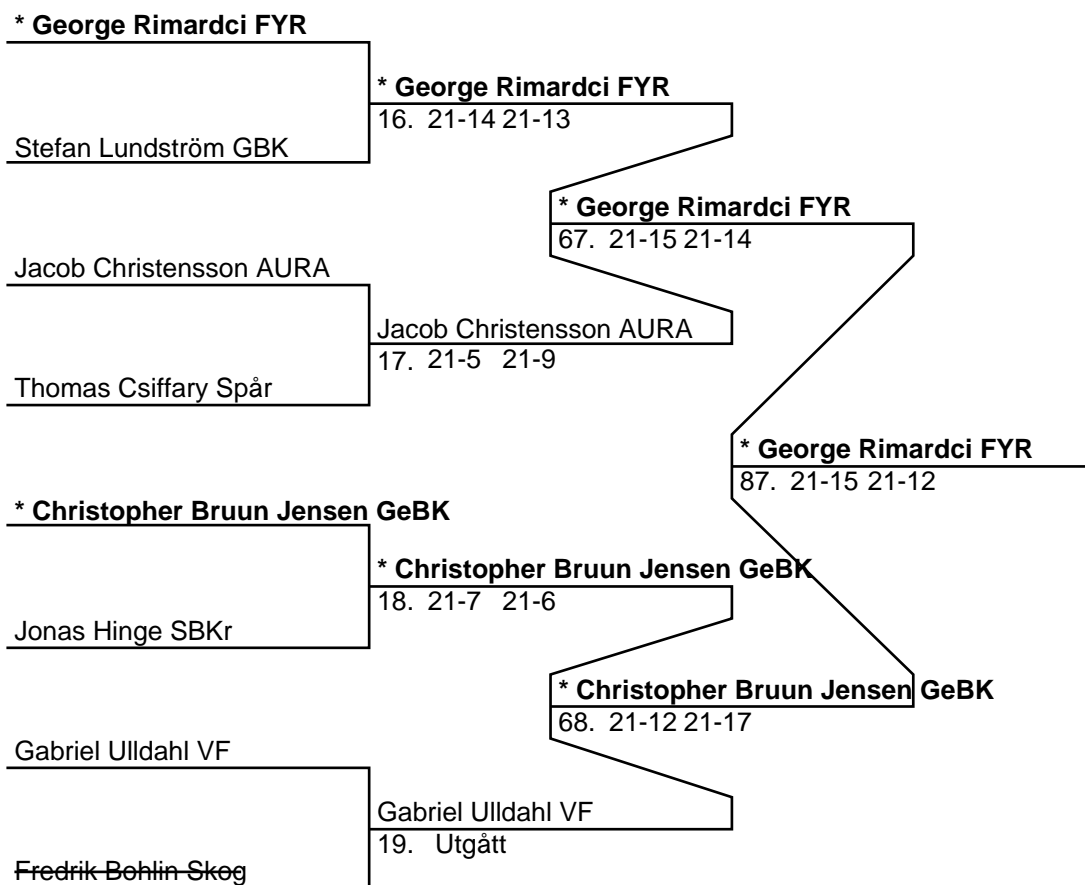 * George Rimardci FYR
* George Rimardci FYR
16. 21-14 21-13
Stefan Lundström GBK
* George Rimardci FYR
67. 21-15 21-14
Jacob Christensson AURA
Jacob Christensson AURA
17. 21-5 21-9
Thomas Csiffary Spår
* George Rimardci FYR
87. 21-15 21-12
* Christopher Bruun Jensen GeBK
* Christopher Bruun Jensen GeBK
18. 21-7 21-6
Jonas Hinge SBKr
* Christopher Bruun Jensen GeBK
68. 21-12 21-17
Gabriel Ulldahl VF
Gabriel Ulldahl VF
19. Utgått
Fredrik Bohlin Skog